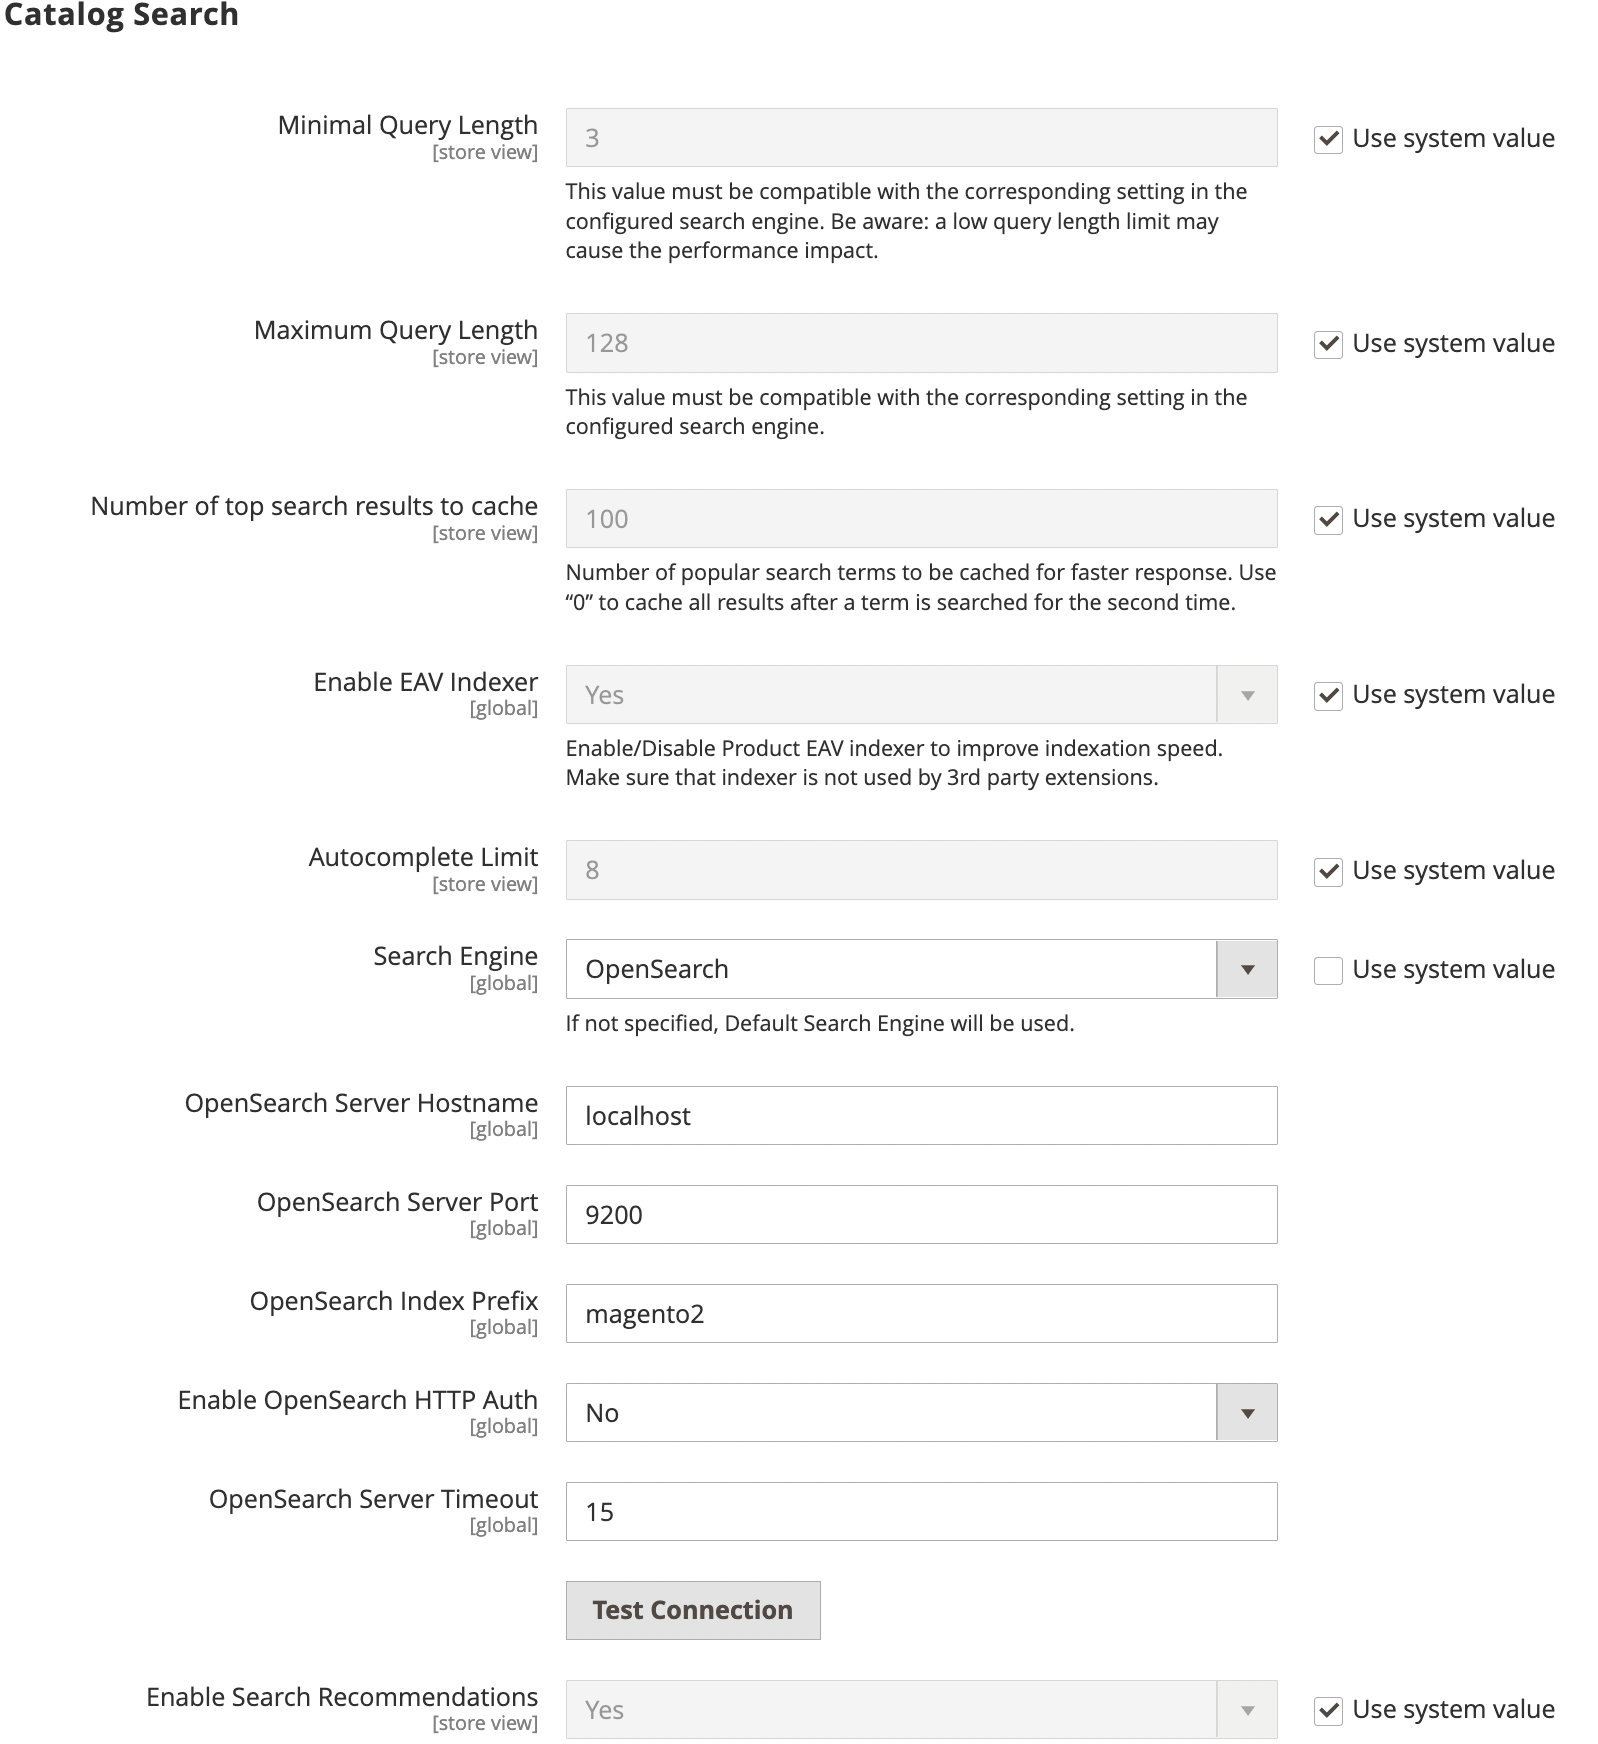 Catalog Search
Minimal Query Length
[store view]
3
Use system value
This value must be compatible with the corresponding setting in the
configured search engine. Be aware: a low query length limit may
cause the performance impact.
Maximum Query Length
[store view]
128
Use system value
This value must be compatible with the corresponding setting in the
configured search engine.
Number of top search results to cache
[store view]
100
Use system value
Number of popular search terms to be cached for faster response. Use
“0” to cache all results after a term is searched for the second time.
Enable EAV Indexer
[global]
Yes
Use system value
Enable/Disable Product EAV indexer to improve indexation speed.
Make sure that indexer is not used by 3rd party extensions.
Autocomplete Limit
[store view]
8
Use system value
Search Engine
[global]
OpenSearch
Use system value
If not specified, Default Search Engine will be used.
OpenSearch Server Hostname
[global]
localhost
OpenSearch Server Port
[global]
9200
OpenSearch Index Prefix
[global]
magento2
Enable OpenSearch HTTP Auth
[global]
No
OpenSearch Server Timeout
[global]
15
Test Connection
Enable Search Recommendations
[store view]
Yes
Use system value